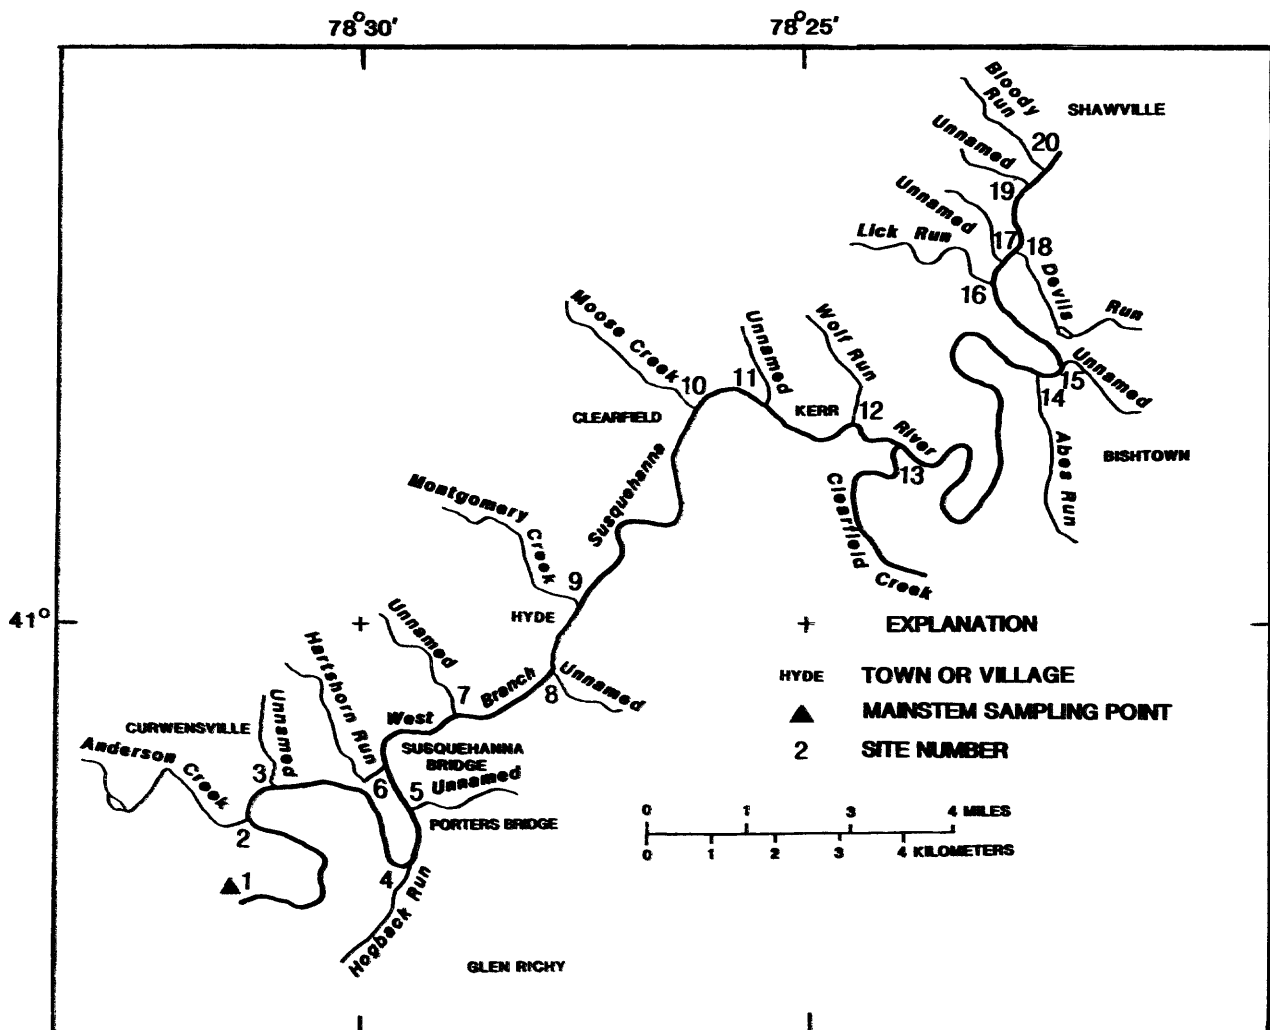 78°30′
78°25′
Bloody
Run
SHAWVILLE
20
Unnamed
19
Unnamed
17
18
Lick Run
16
Devils
Run
Moose Creek
Unnamed
Wolf Run
Unnamed
15
14
10
11
KERR
12
CLEARFIELD
River
13
Abes Run
BISHTOWN
Susquehanna
Clearfield Creek
Montgomery
Creek
9
HYDE
41°
Unnamed
Hartshorn Run
7
Branch
8
Unnamed
West
EXPLANATION
HYDE TOWN OR VILLAGE
MAINSTEM SAMPLING POINT
2 SITE NUMBER
CURWENSVILLE
Anderson Creek
Unnamed
3
SUSQUEHANNA
BRIDGE
6
5
Unnamed
PORTERS BRIDGE
2
1
4
Hogback Run
GLEN RICHY
0 1 3 4 MILES
0 1 2 3 4 KILOMETERS